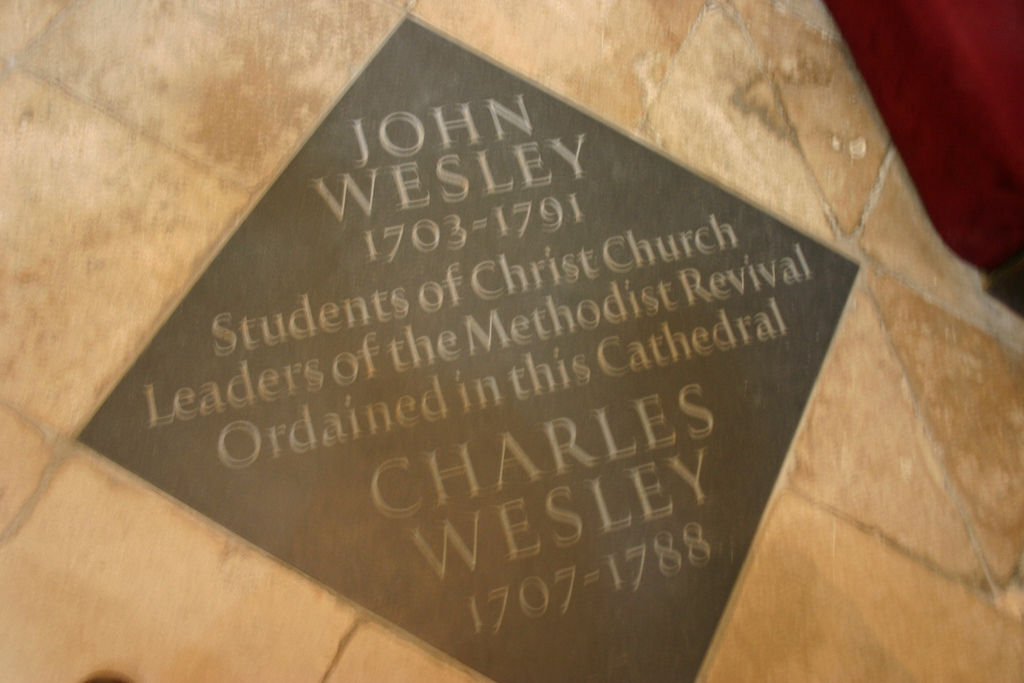 JOHN
WESLEY
1703-1791
Students of Christ Church
Leaders of the Methodist Revival
Ordained in this Cathedral
CHARLES
WESLEY
1707-1788